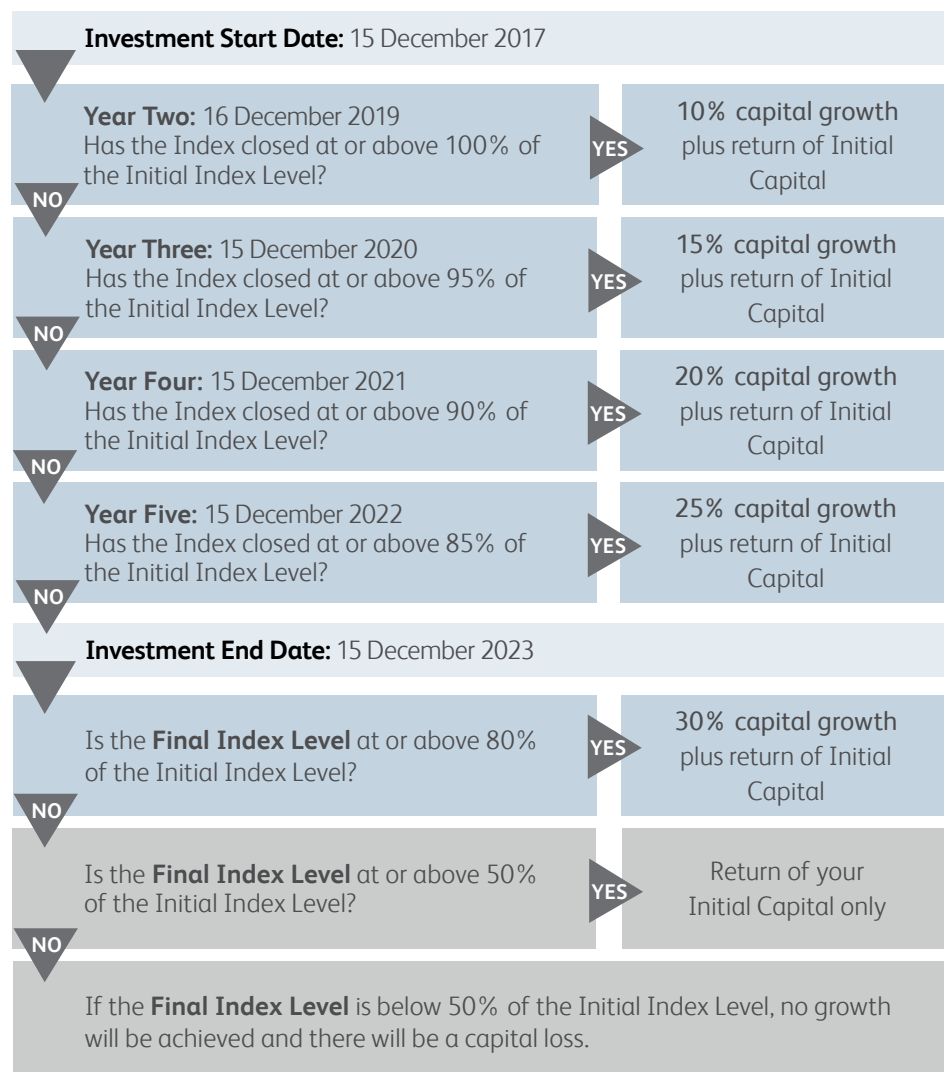 Investment Start Date: 15 December 2017
Year Two: 16 December 2019
Has the Index closed at or above 100% of
the Initial Index Level?
YES
10% capital growth
plus return of Initial
Capital
NO
Year Three: 15 December 2020
Has the Index closed at or above 95% of
the Initial Index Level?
YES
15% capital growth
plus return of Initial
Capital
NO
Year Four: 15 December 2021
Has the Index closed at or above 90% of
the Initial Index Level?
YES
20% capital growth
plus return of Initial
Capital
NO
Year Five: 15 December 2022
Has the Index closed at or above 85% of
the Initial Index Level?
YES
25% capital growth
plus return of Initial
Capital
NO
Investment End Date: 15 December 2023
Is the Final Index Level at or above 80%
of the Initial Index Level?
YES
30% capital growth
plus return of Initial
Capital
NO
Is the Final Index Level at or above 50%
of the Initial Index Level?
YES
Return of your
Initial Capital only
NO
If the Final Index Level is below 50% of the Initial Index Level, no growth
will be achieved and there will be a capital loss.